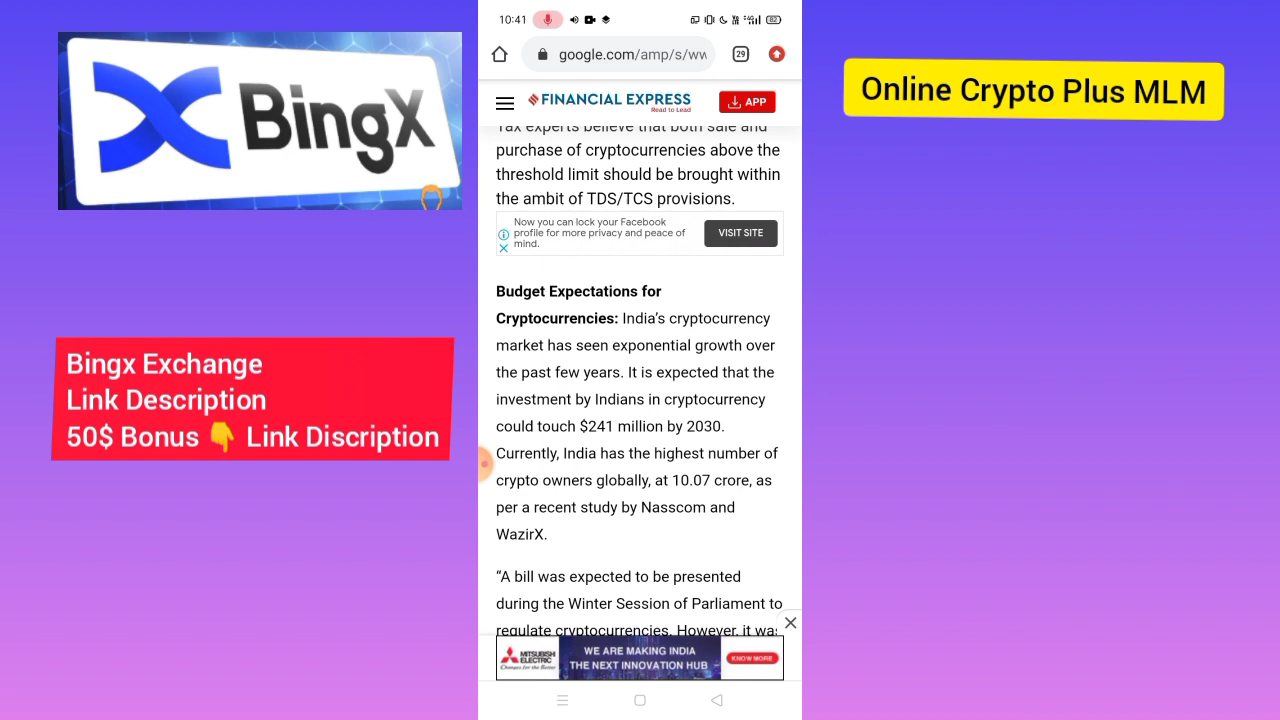 BingX
Bingx Exchange
Link Description
50$ Bonus 👇 Link Discription
10:41
82
google.com/amp/s/ww
29
FINANCIAL EXPRESS
Read to Lead
APP
Tax experts believe that both sale and
purchase of cryptocurrencies above the
threshold limit should be brought within
the ambit of TDS/TCS provisions.
Now you can lock your Facebook
profile for more privacy and peace of
mind.
VISIT SITE
Budget Expectations for
Cryptocurrencies: India’s cryptocurrency
market has seen exponential growth over
the past few years. It is expected that the
investment by Indians in cryptocurrency
could touch $241 million by 2030.
Currently, India has the highest number of
crypto owners globally, at 10.07 crore, as
per a recent study by Nasscom and
WazirX.
“A bill was expected to be presented
during the Winter Session of Parliament to
regulate cryptocurrencies. However, it was
MITSUBISHI
ELECTRIC
Changes for the Better
WE ARE MAKING INDIA
THE NEXT INNOVATION HUB
KNOW MORE
Online Crypto Plus MLM